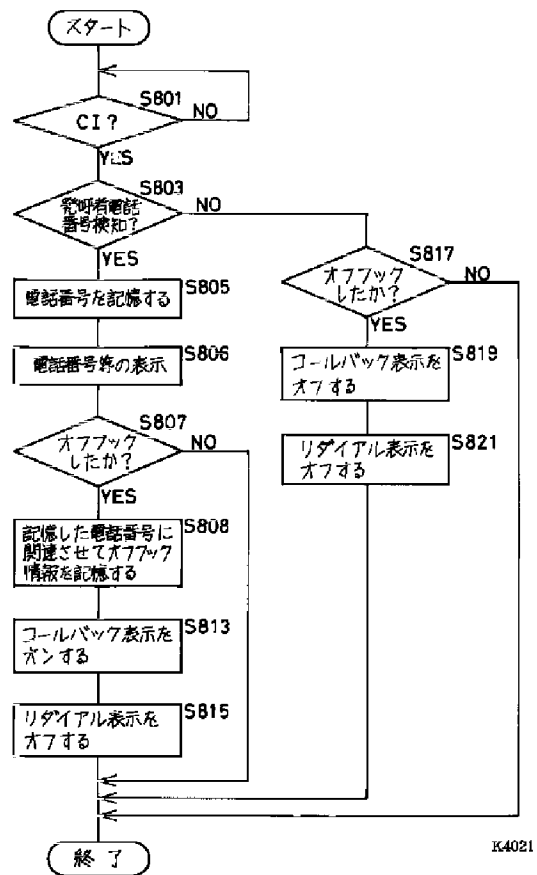 スタート
S801
CI?
NO
YES
S803
発呼者電話
番号検知?
NO
YES
電話番号を記憶する
S805
電話番号等の表示
S806
S807
オフフック
したか?
NO
YES
記憶した電話番号に
関連させてオフフック
情報を記憶する
S808
コールバック表示を
オンする
S813
リダイアル表示を
オフする
S815
S817
オフフック
したか?
NO
YES
コールバック表示を
オフする
S819
リダイアル表示を
オフする
S821
終了
K4021